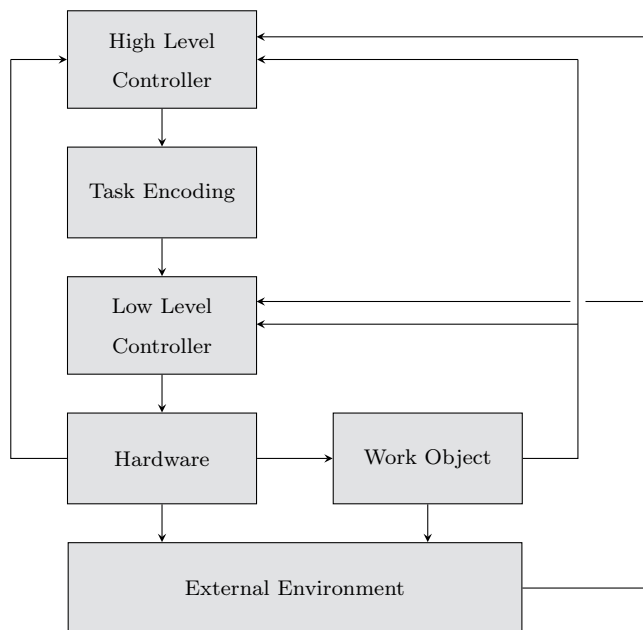 High Level
Controller
Task Encoding
Low Level
Controller
Hardware
Work Object
External Environment